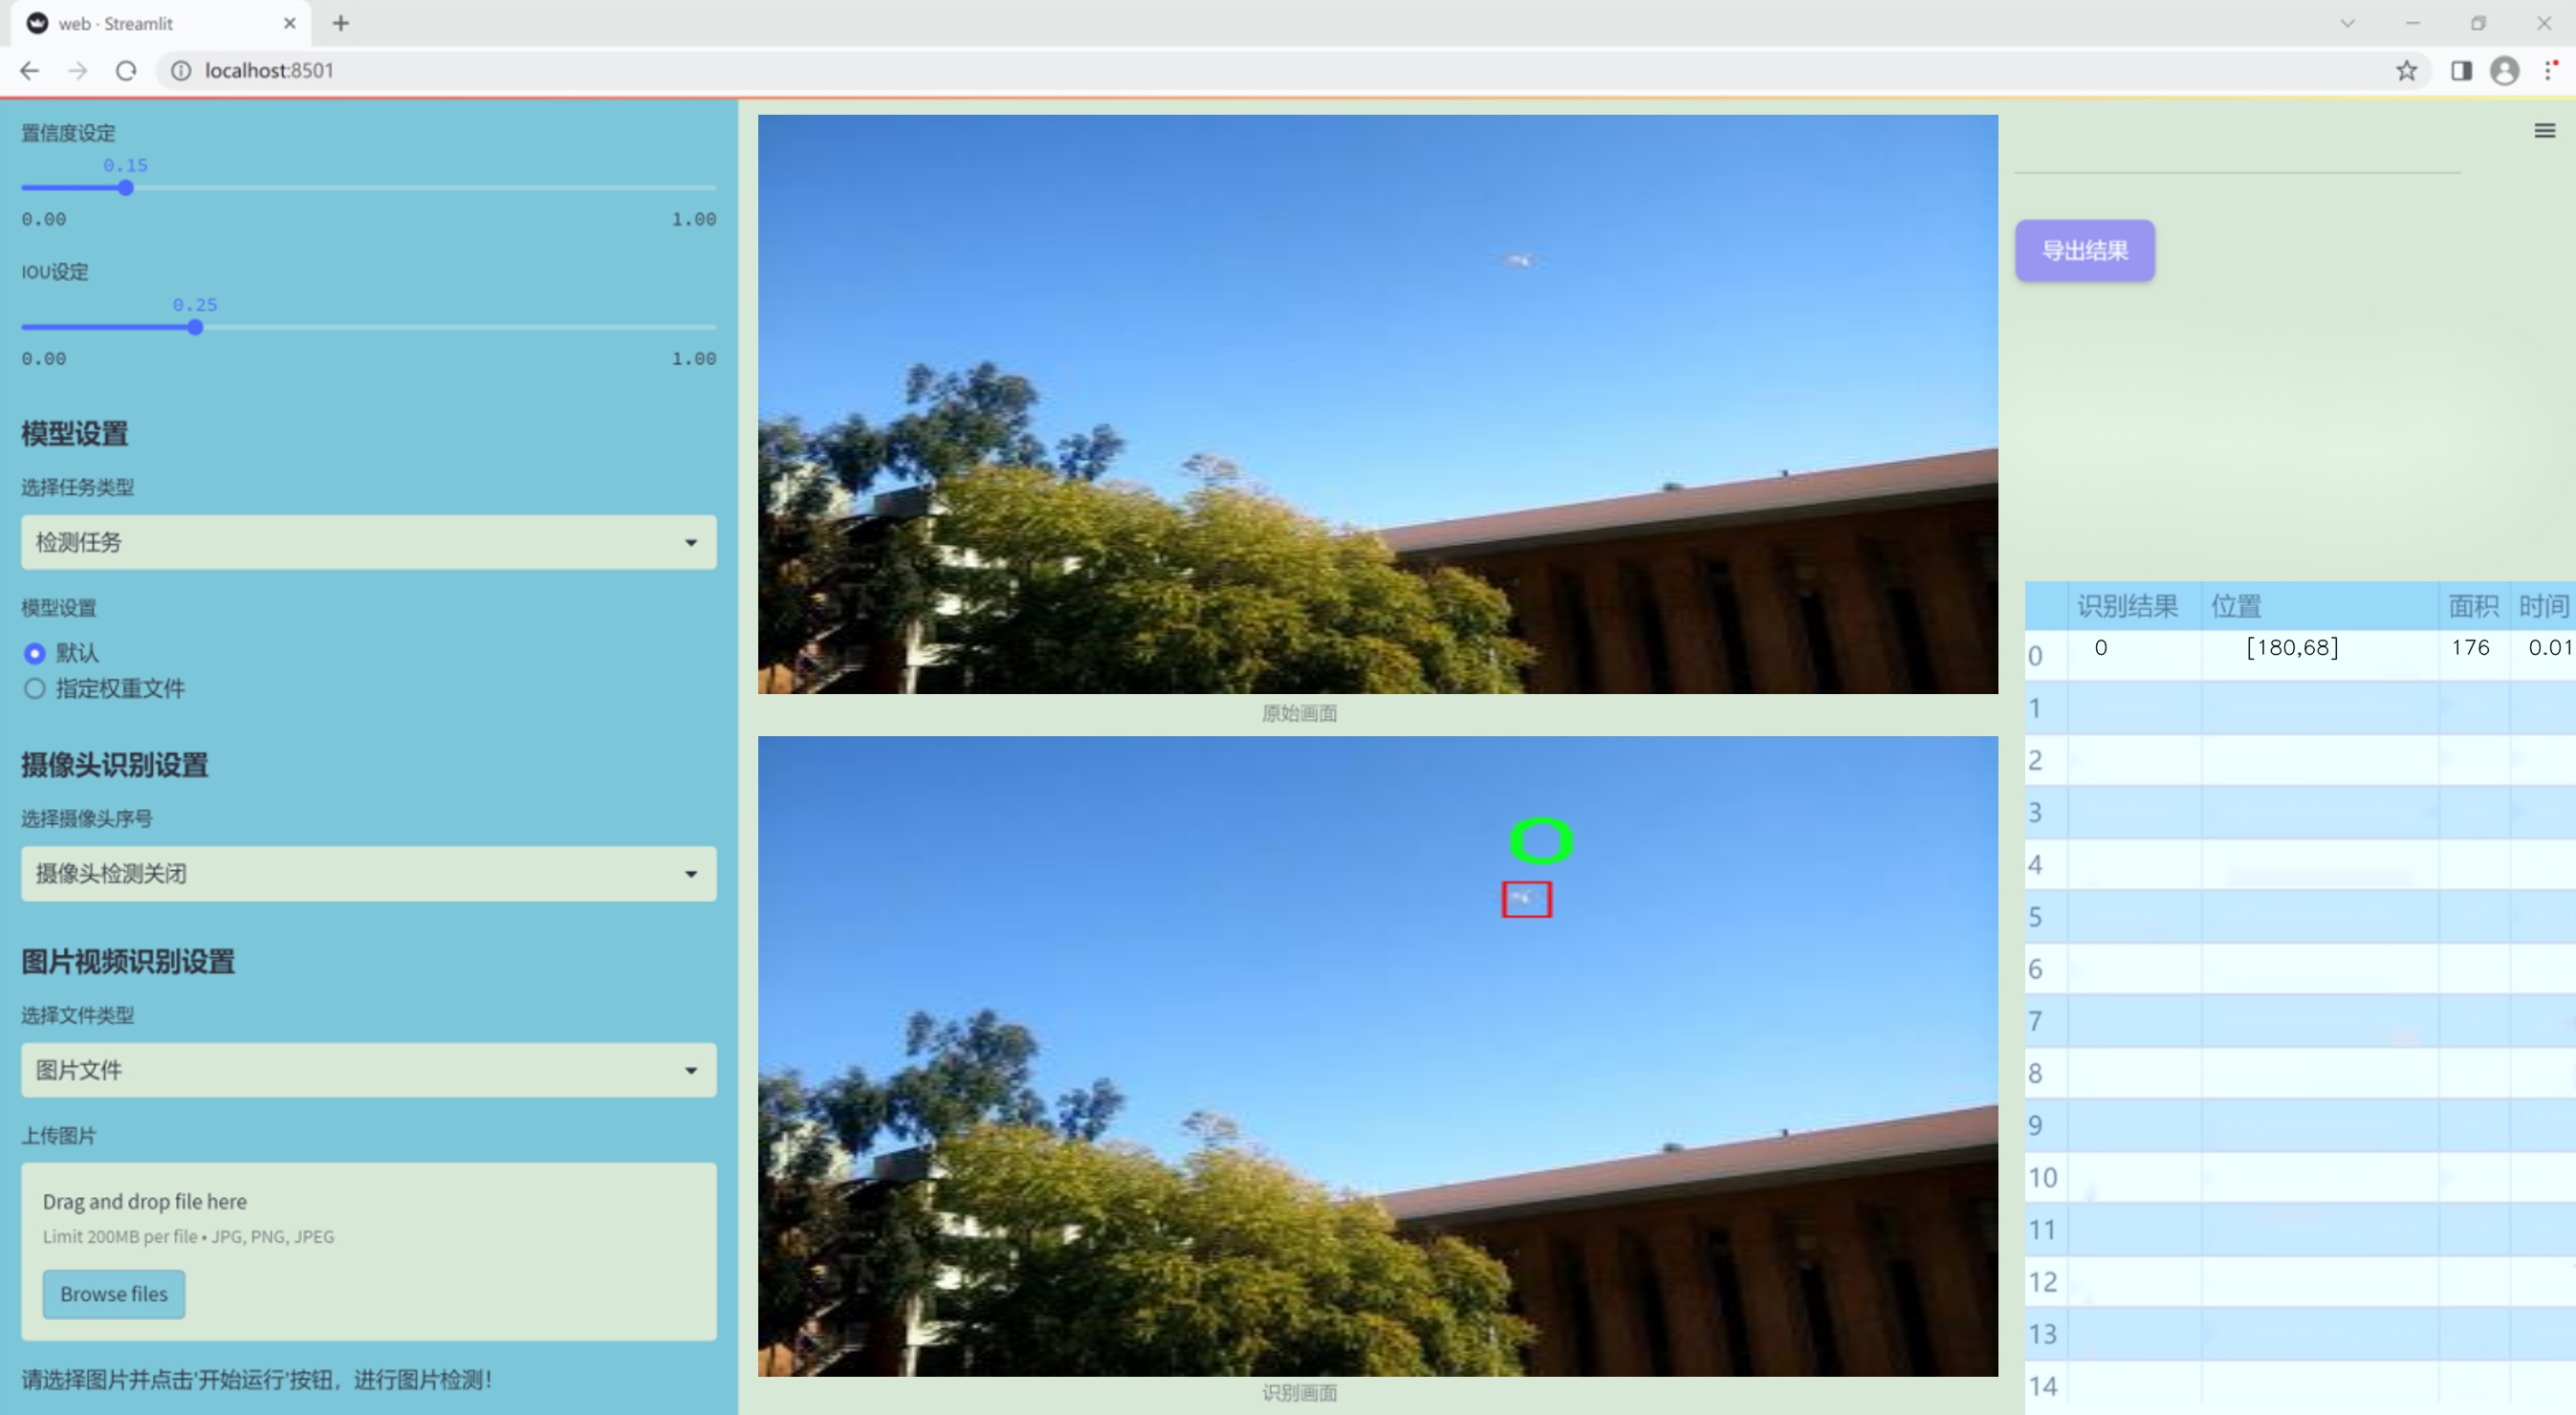 web · Streamlit
localhost:8501
置信度设定
0.15
0.00 1.00
IOU设定
0.25
0.00 1.00
模型设置
选择任务类型
检测任务
模型设置
默认
指定权重文件
摄像头识别设置
选择摄像头序号
摄像头检测关闭
图片视频识别设置
选择文件类型
图片文件
上传图片
Drag and drop file here
Limit 200MB per file • JPG, PNG, JPEG
Browse files
请选择图片并点击'开始运行'按钮，进行图片检测！
原始画面
0
识别画面
导出结果
识别结果 位置 面积 时间
0 0 [180,68] 176 0.01
1
2
3
4
5
6
7
8
9
10
11
12
13
14